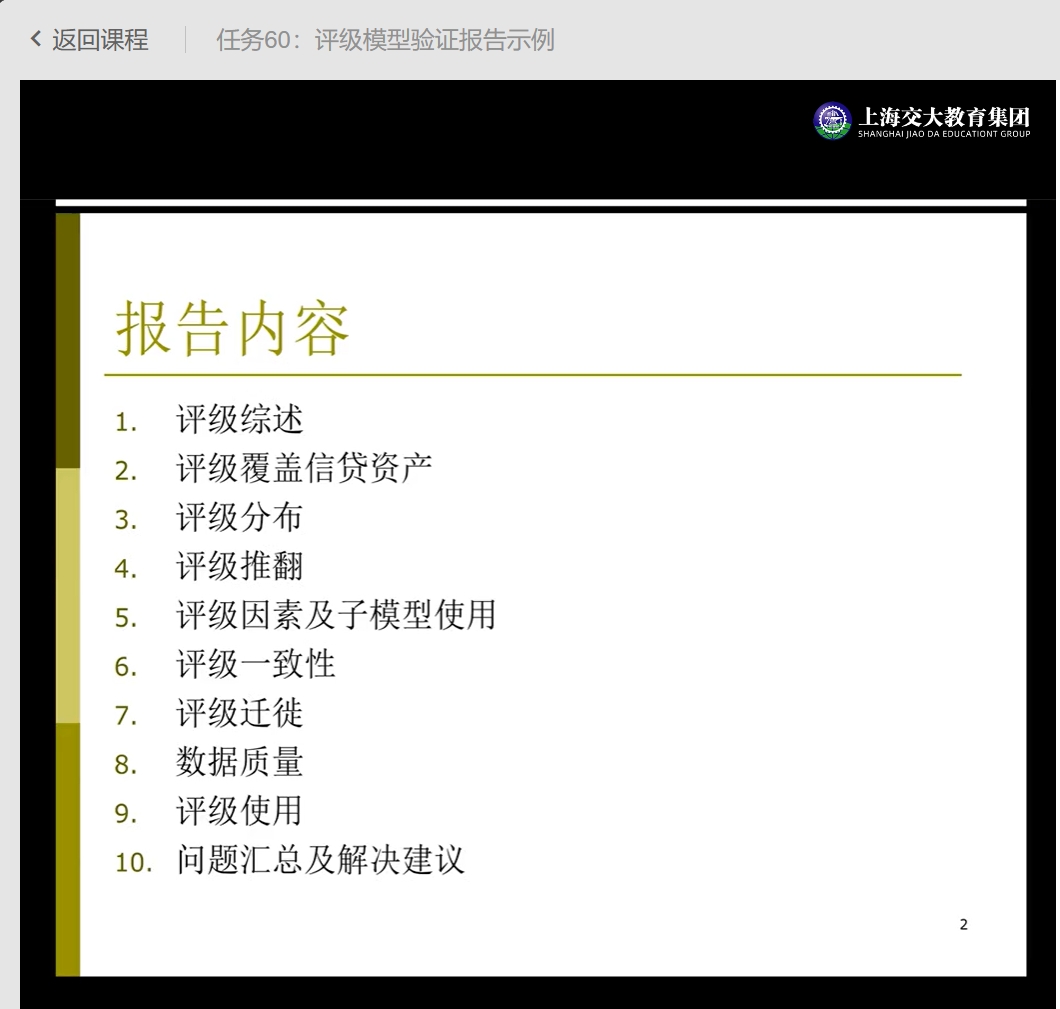 返回课程
任务60：评级模型验证报告示例
上海交大教育集团
SHANGHAI JIAO DA EDUCATIONT GROUP
报告内容
1. 评级综述
2. 评级覆盖信贷资产
3. 评级分布
4. 评级推翻
5. 评级因素及子模型使用
6. 评级一致性
7. 评级迁徙
8. 数据质量
9. 评级使用
10. 问题汇总及解决建议
2